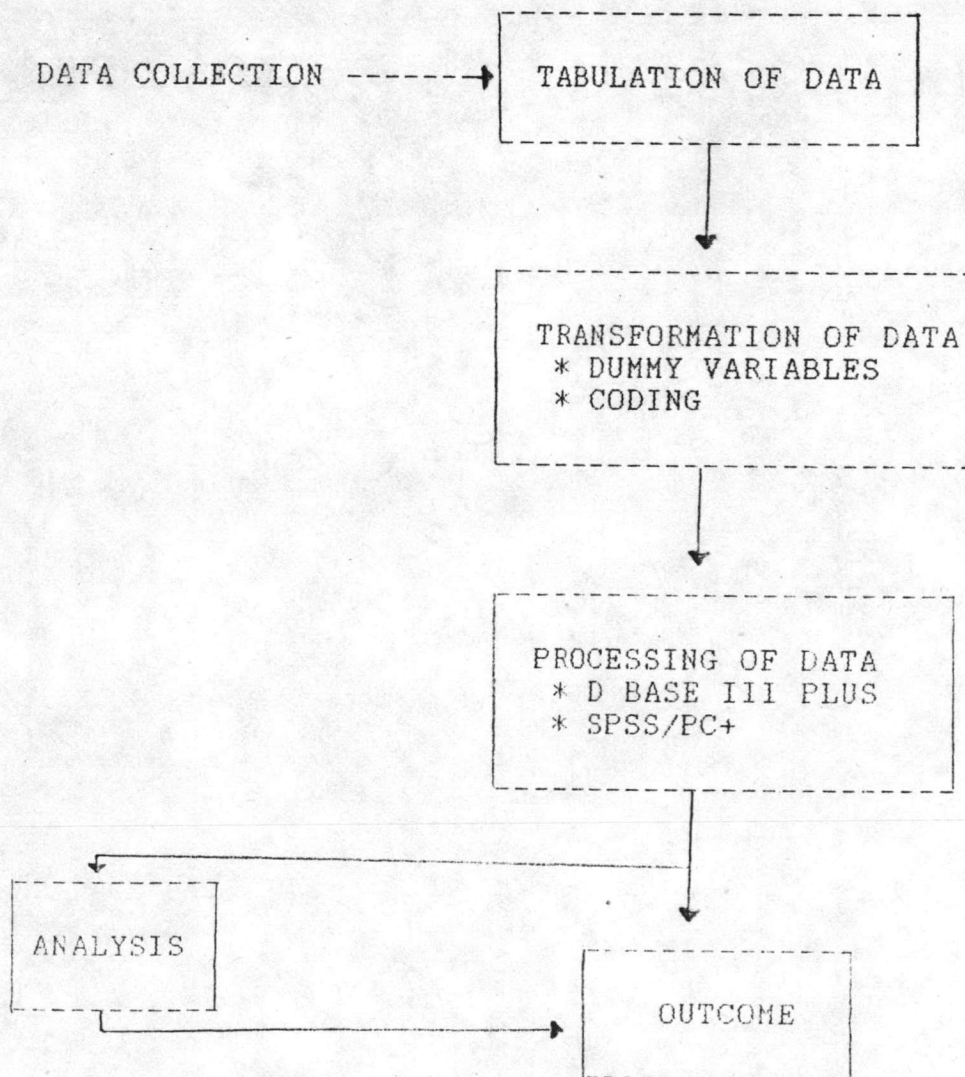 DATA COLLECTION
TABULATION OF DATA
TRANSFORMATION OF DATA
* DUMMY VARIABLES
* CODING
PROCESSING OF DATA
* D BASE III PLUS
* SPSS/PC+
ANALYSIS
OUTCOME